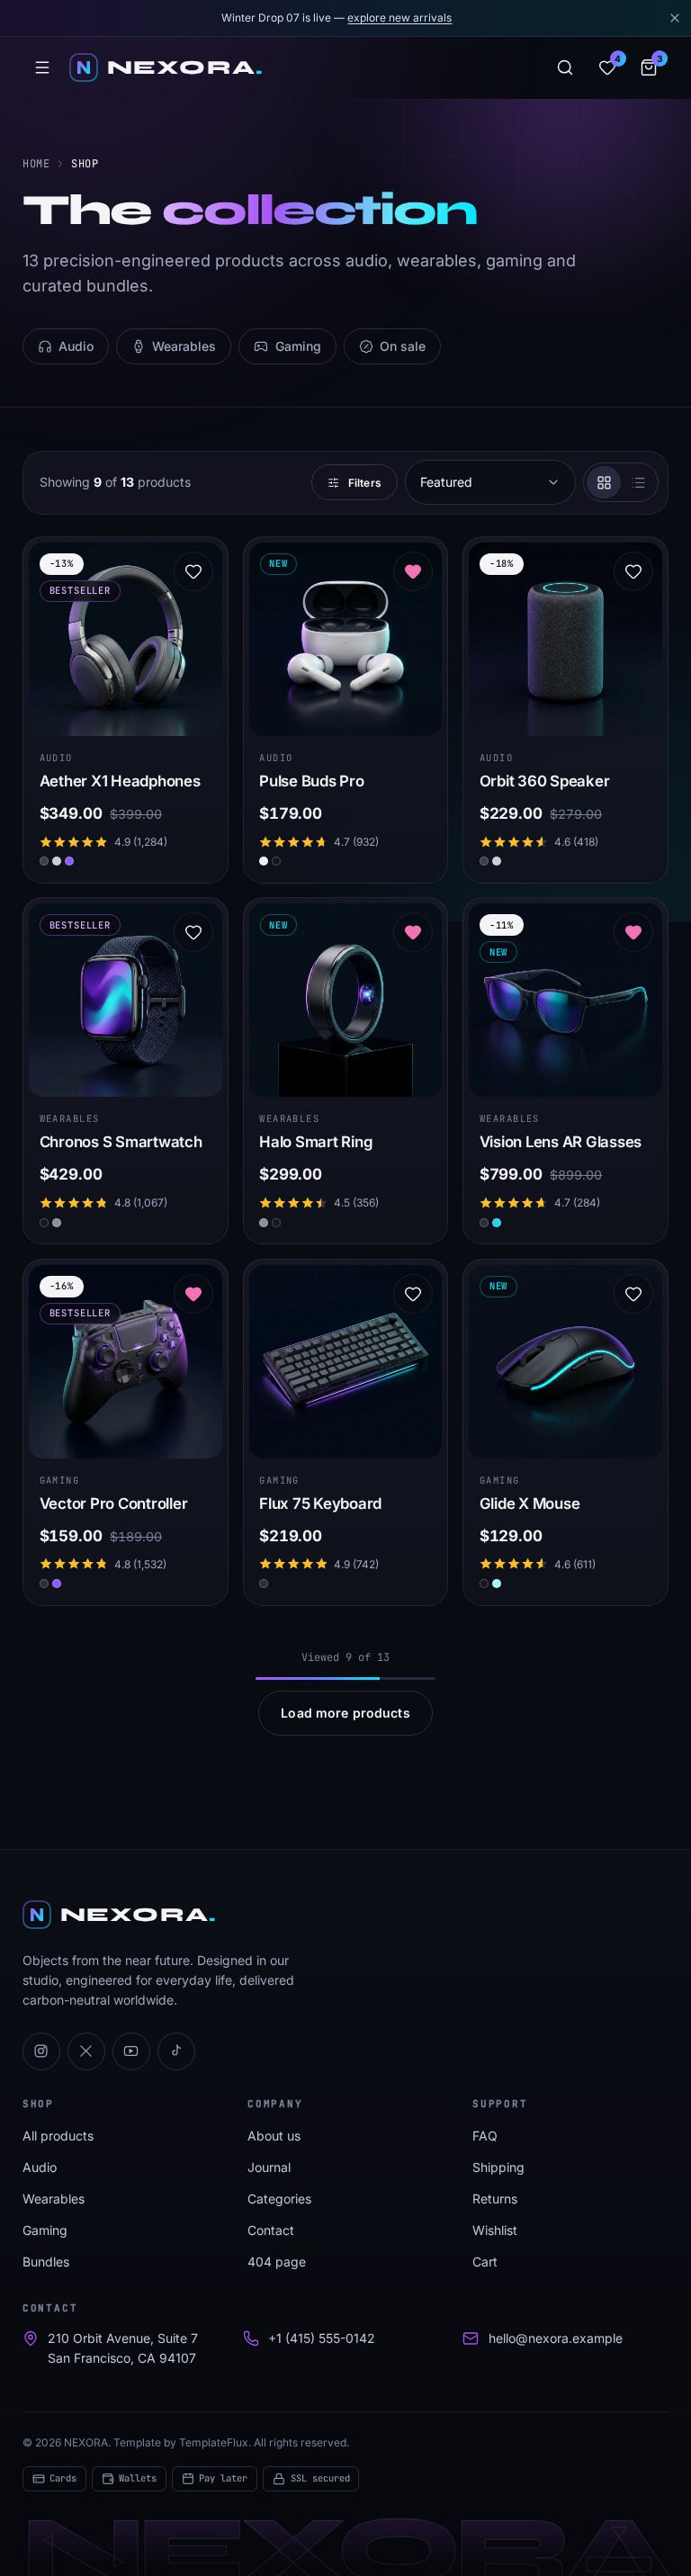 Winter Drop 07 is live — explore new arrivals
N NEXORA.
4
3
HOME > SHOP
The collection
13 precision-engineered products across audio, wearables, gaming and
curated bundles.
Audio
Wearables
Gaming
On sale
Showing 9 of 13 products
Filters
Featured
-13%
BESTSELLER
AUDIO
Aether X1 Headphones
$349.00 $399.00
4.9 (1,284)
NEW
AUDIO
Pulse Buds Pro
$179.00
4.7 (932)
-18%
AUDIO
Orbit 360 Speaker
$229.00 $279.00
4.6 (418)
BESTSELLER
WEARABLES
Chronos S Smartwatch
$429.00
4.8 (1,067)
NEW
WEARABLES
Halo Smart Ring
$299.00
4.5 (356)
-11%
NEW
WEARABLES
Vision Lens AR Glasses
$799.00 $899.00
4.7 (284)
-16%
BESTSELLER
GAMING
Vector Pro Controller
$159.00 $189.00
4.8 (1,532)
GAMING
Flux 75 Keyboard
$219.00
4.9 (742)
NEW
GAMING
Glide X Mouse
$129.00
4.6 (611)
Viewed 9 of 13
Load more products
N NEXORA.
Objects from the near future. Designed in our
studio, engineered for everyday life, delivered
carbon-neutral worldwide.
SHOP
All products
Audio
Wearables
Gaming
Bundles
COMPANY
About us
Journal
Categories
Contact
404 page
SUPPORT
FAQ
Shipping
Returns
Wishlist
Cart
CONTACT
210 Orbit Avenue, Suite 7
San Francisco, CA 94107
+1 (415) 555-0142
hello@nexora.example
© 2026 NEXORA. Template by TemplateFlux. All rights reserved.
Cards
Wallets
Pay later
SSL secured
NEXORA